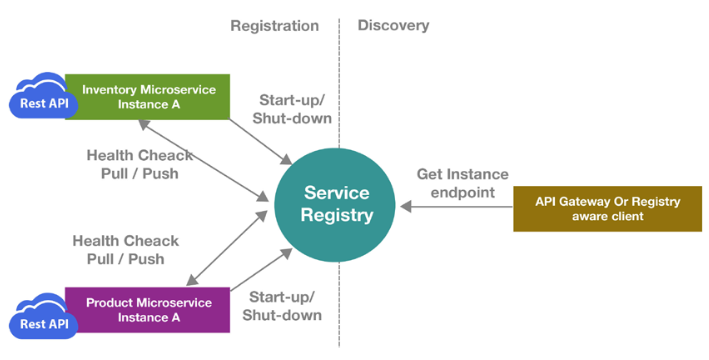 Registration
Discovery
Inventory Microservice
Instance A
Rest API
Start-up/
Shut-down
Health Cheack
Pull / Push
Service
Registry
Get Instance
endpoint
API Gateway Or Registry
aware client
Health Cheack
Pull / Push
Product Microservice
Instance A
Rest API
Start-up/
Shut-down